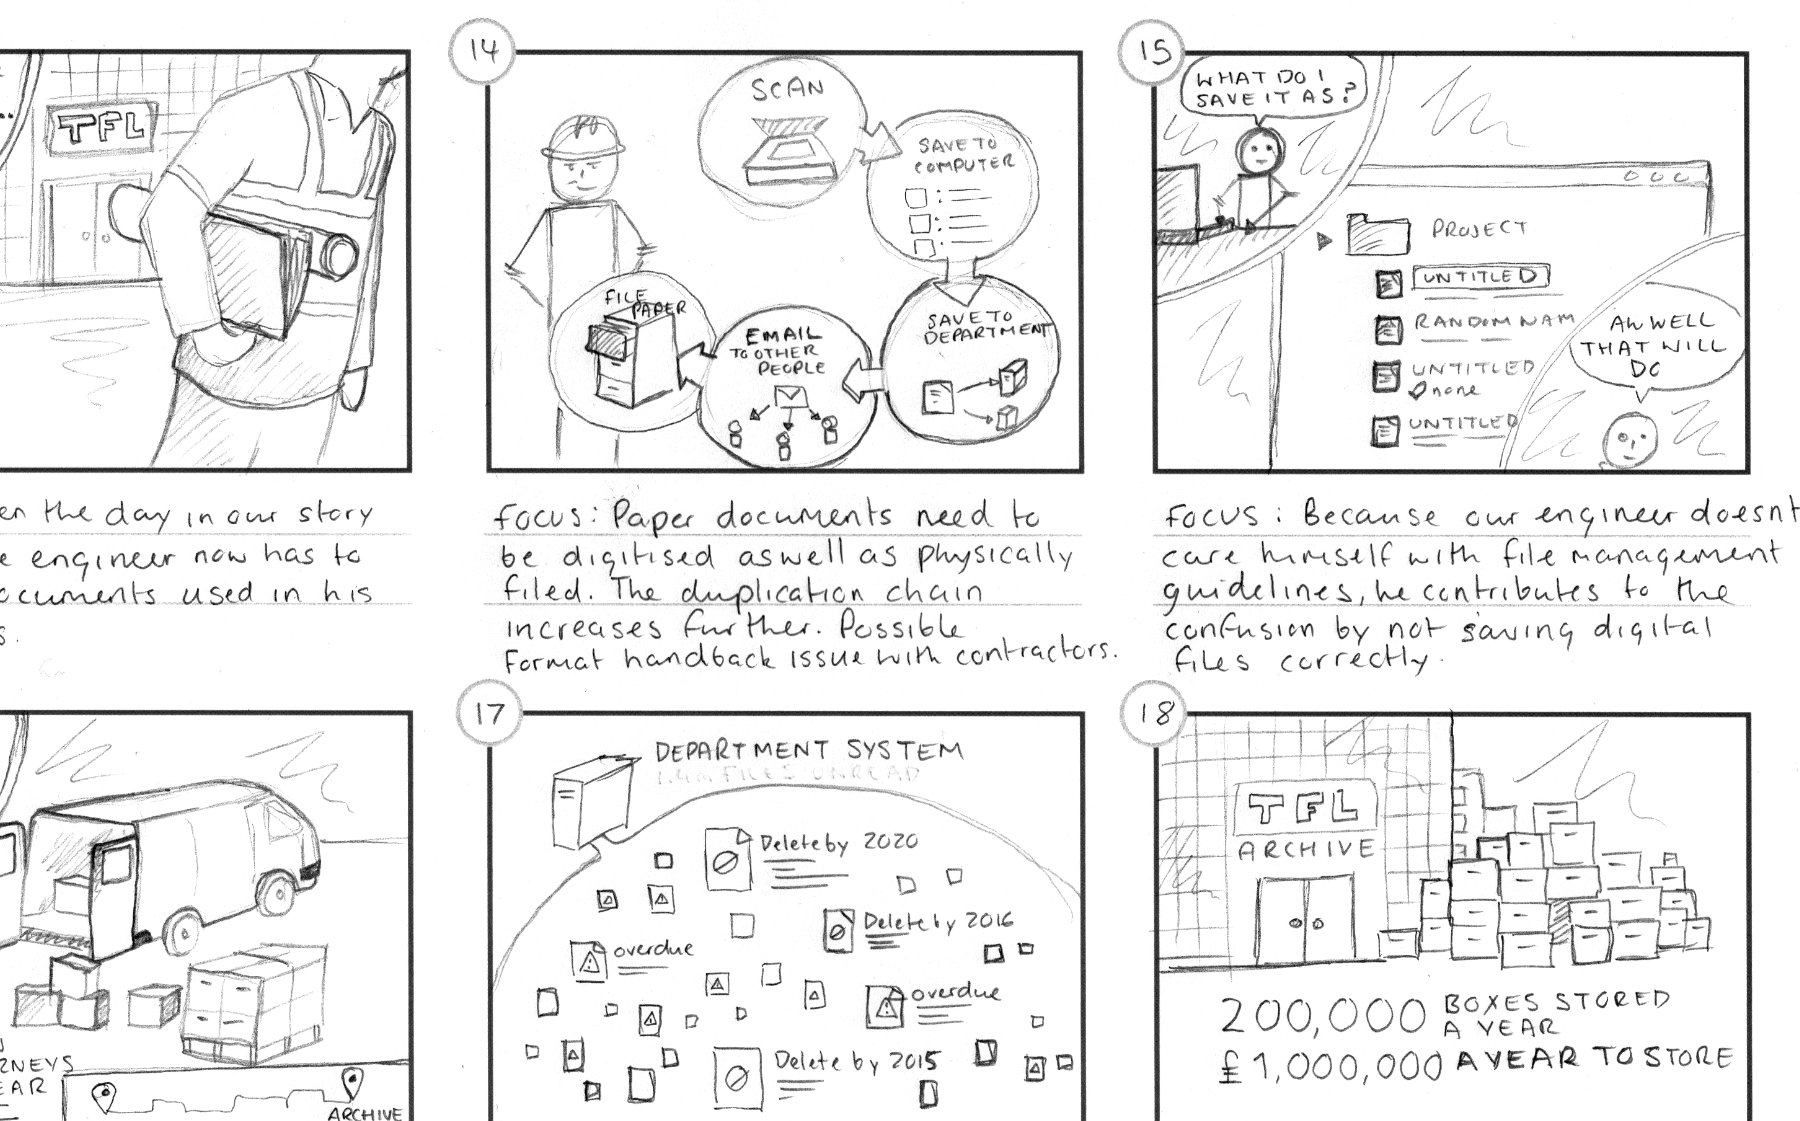 TFL
en the day in our story
e engineer now has to
ocuments used in his
s.
14
SCAN
SAVE TO
COMPUTER
SAVE TO
DEPARTMENT
EMAIL
TO OTHER
PEOPLE
FILE
PAPER
FOCUS: Paper documents need to
be digitised aswell as physically
filed. The duplication chain
increases further. Possible
format handback issue with contractors.
15
WHAT DO I
SAVE IT AS?
PROJECT
UNTITLED
RANDOM NAM
UNTITLED
none
UNTITLED
AW WELL
THAT WILL
DO
FOCUS: Because our engineer doesnt
care himself with file management
guidelines, he contributes to the
confusion by not saving digital
files correctly.
RNEYS
EAR
ARCHIVE
17
DEPARTMENT SYSTEM
FILES UNREAD
Delete by 2020
Delete by 2016
overdue
overdue
Delete by 2015
18
TFL
ARCHIVE
200,000 BOXES STORED
A YEAR
£1,000,000 A YEAR TO STORE